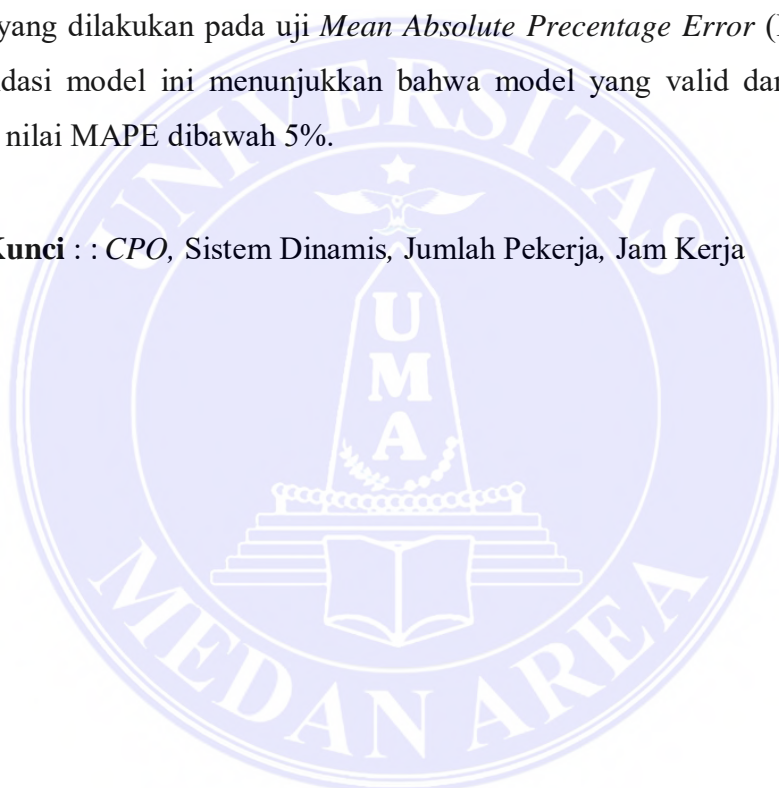 yang dilakukan pada uji Mean Absolute Precentage Error (
dasi model ini menunjukkan bahwa model yang valid dar
nilai MAPE dibawah 5%.
Kunci : : CPO, Sistem Dinamis, Jumlah Pekerja, Jam Kerja
UNIVERSITAS
UMA
MEDAN AREA